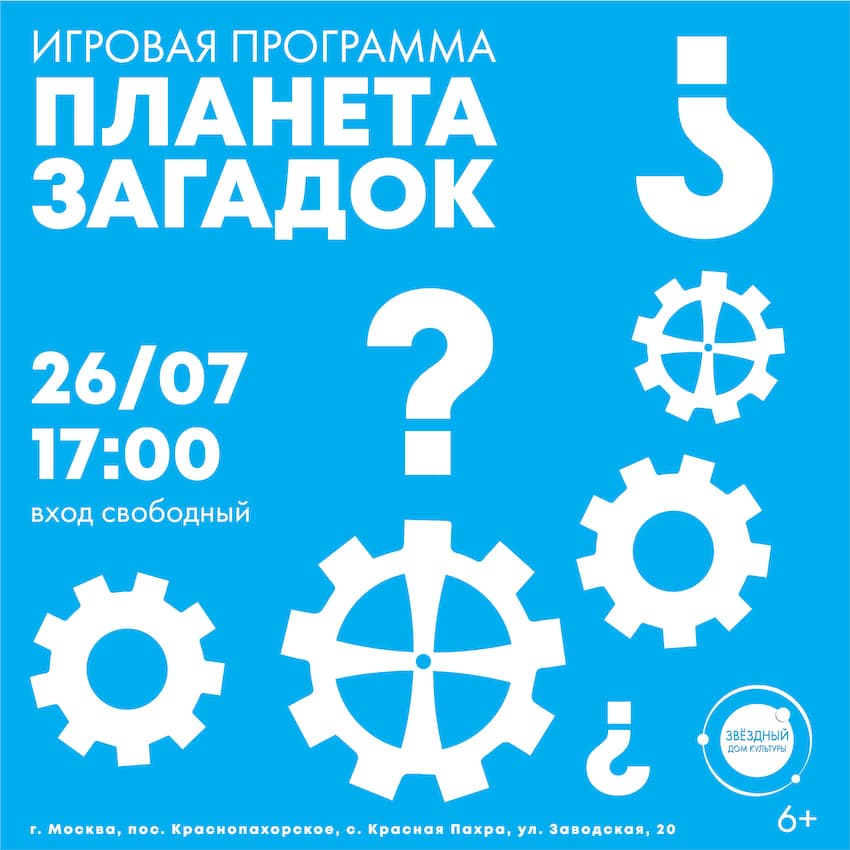 ИГРОВАЯ ПРОГРАММА
ПЛАНЕТА
ЗАГАДОК
?
?
26/07
17:00
вход свободный
?
ЗВЁЗДНЫЙ
ДОМ КУЛЬТУРЫ
г. Москва, пос. Краснопахорское, с. Красная Пахра, ул. Заводская, 20
6+